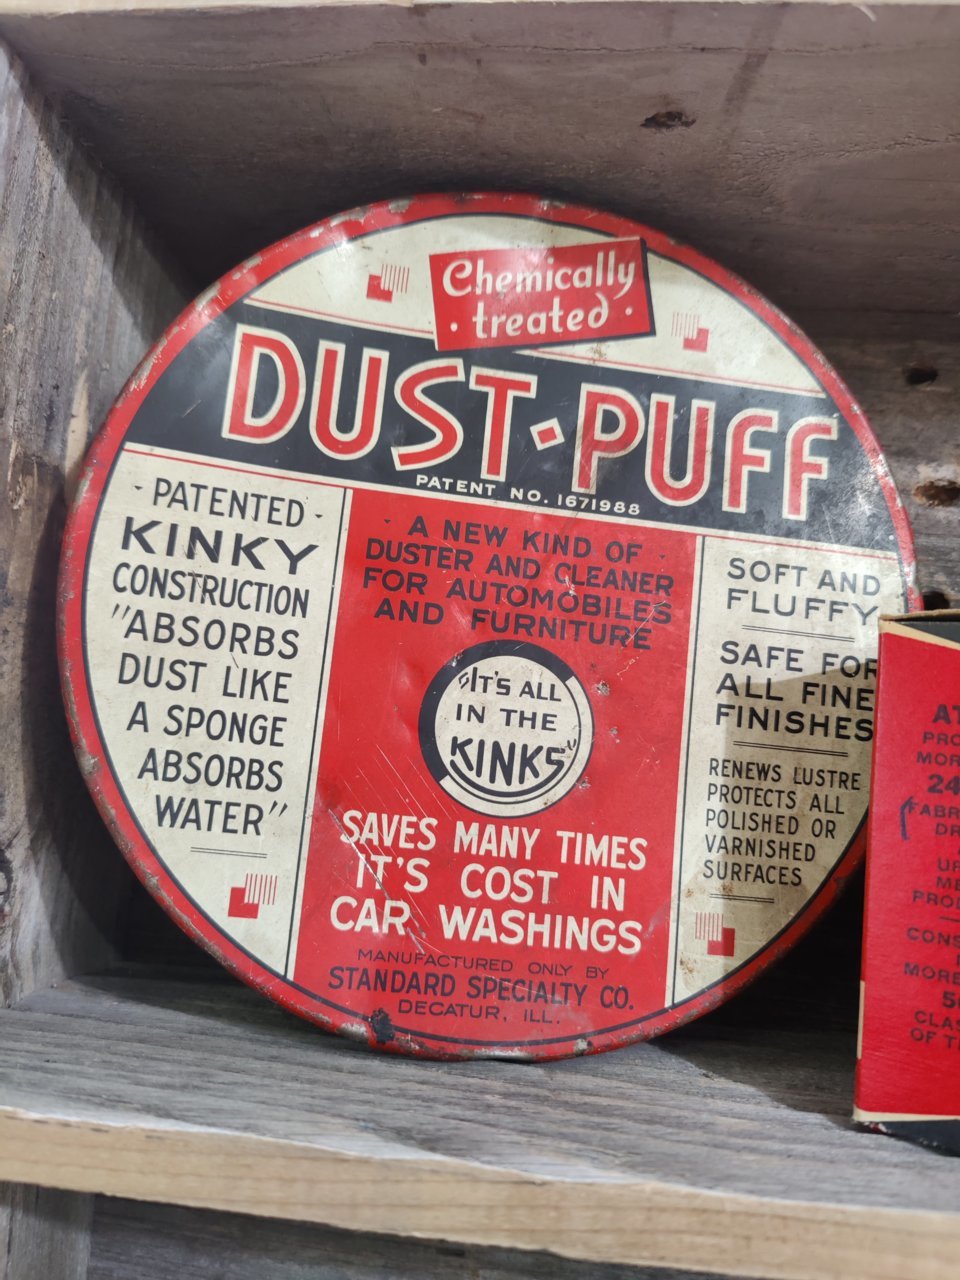 Chemically
· treated ·
DUST·PUFF
PATENT NO. 1671988
· PATENTED ·
KINKY
CONSTRUCTION
"ABSORBS
DUST LIKE
A SPONGE
ABSORBS
WATER"
· A NEW KIND OF ·
DUSTER AND CLEANER
FOR AUTOMOBILES
AND FURNITURE
"IT'S ALL
IN THE
KINKS"
SAVES MANY TIMES
IT'S COST IN
CAR WASHINGS
MANUFACTURED ONLY BY
STANDARD SPECIALTY CO.
DECATUR, ILL.
SOFT AND
FLUFFY
SAFE FOR
ALL FINE
FINISHES
RENEWS LUSTRE
PROTECTS ALL
POLISHED OR
VARNISHED
SURFACES
OF